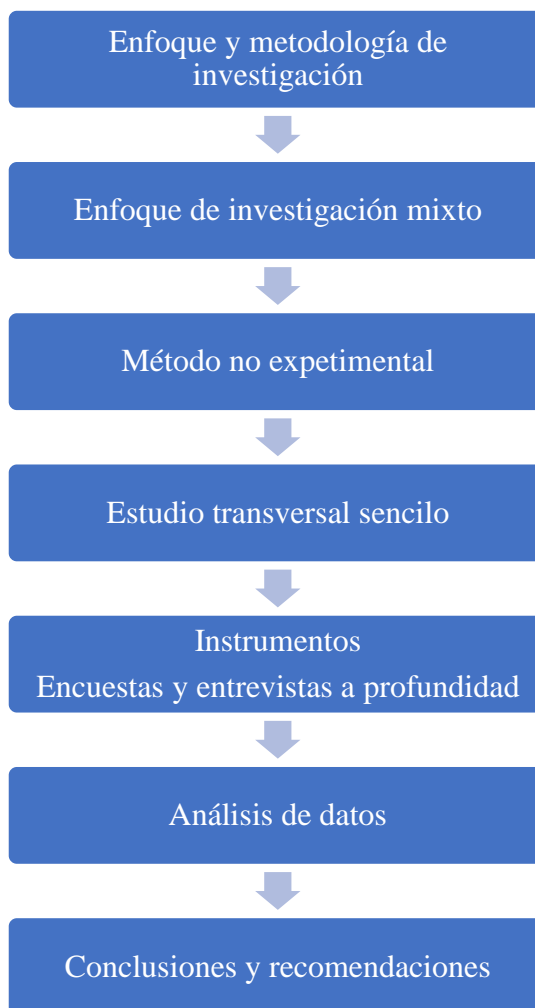 Enfoque y metodología de
investigación
Enfoque de investigación mixto
Método no expetimental
Estudio transversal sencilo
Instrumentos
Encuestas y entrevistas a profundidad
Análisis de datos
Conclusiones y recomendaciones